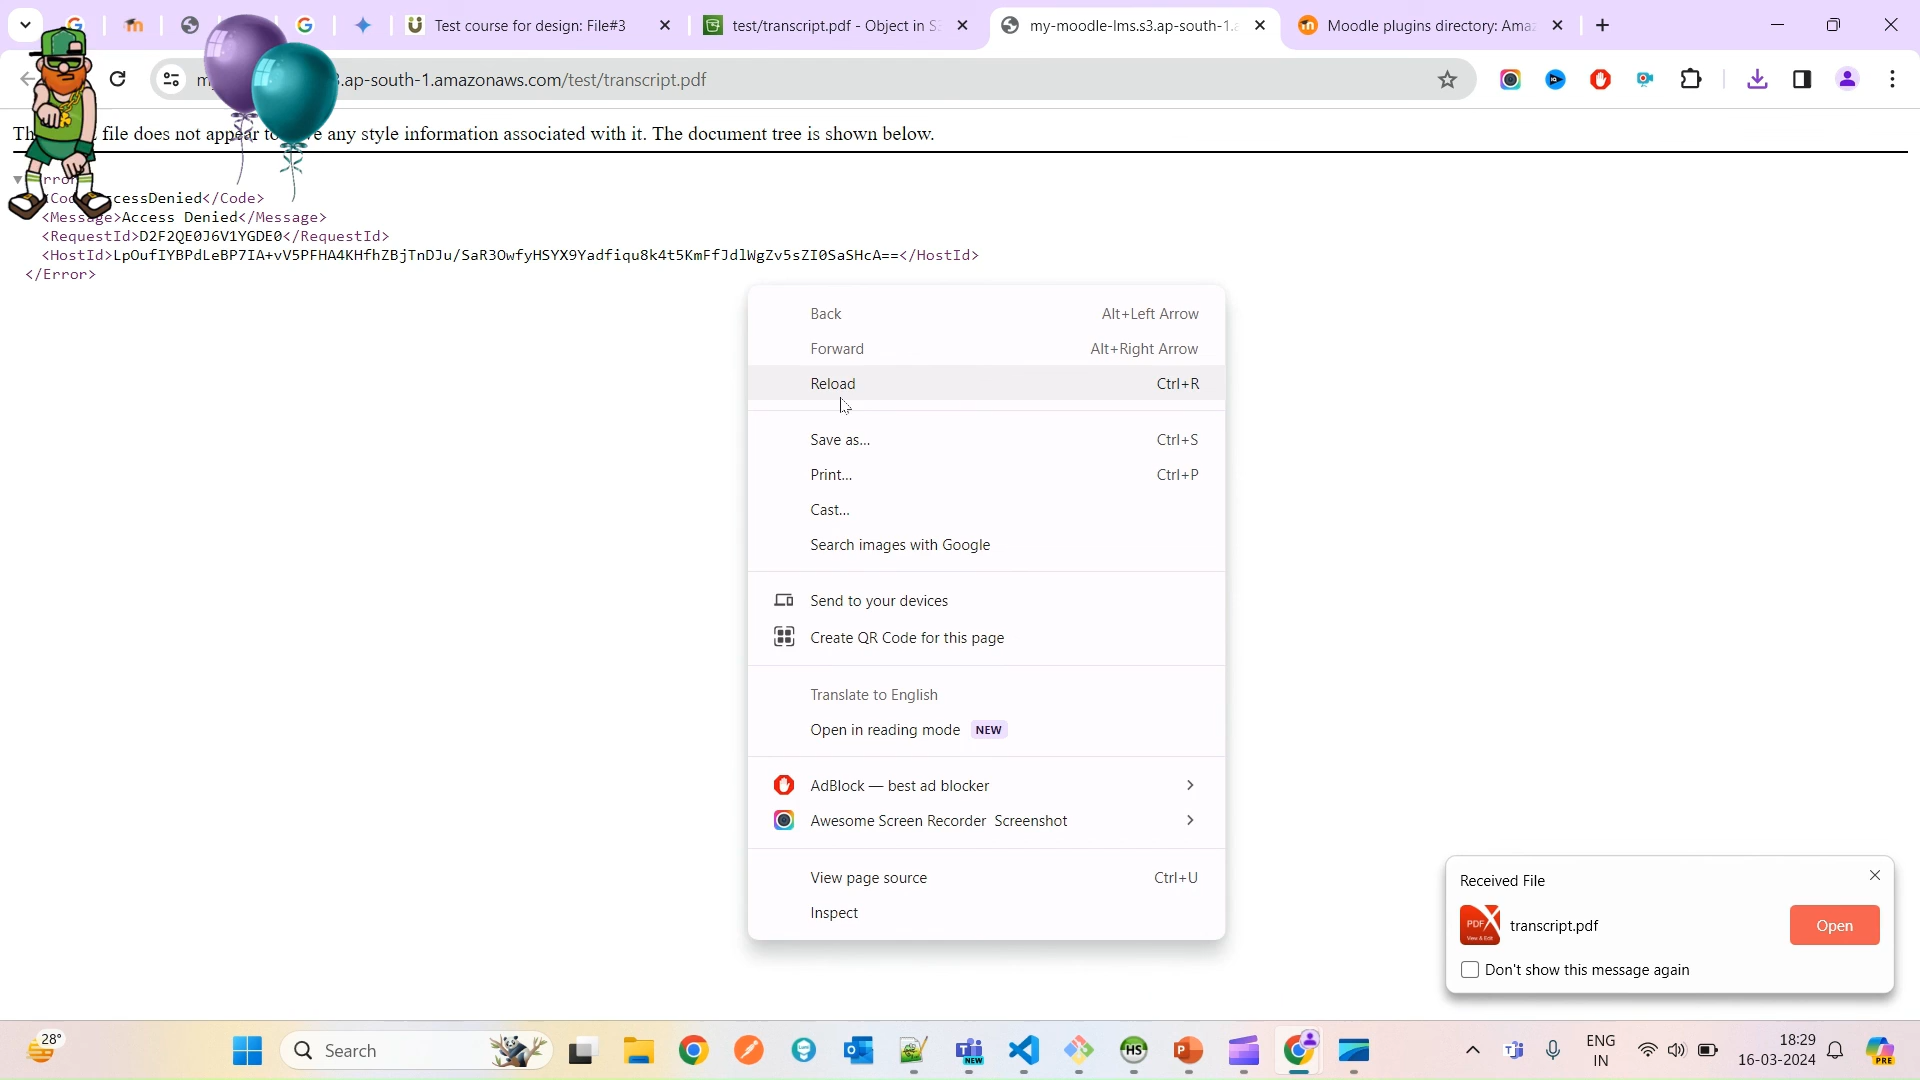 Test course for design: File#3
test/transcript.pdf - Object in S
my-moodle-lms.s3.ap-south-1.a
Moodle plugins directory: Ama
.ap-south-1.amazonaws.com/test/transcript.pdf
file does not appear to any style information associated with it. The document tree is shown below.
cessDenied</Code>
<Message>Access Denied</Message>
<RequestId>D2F2QE0J6V1YGDE0</RequestId>
<HostId>LpOufIYBPdLeBP7IA+vV5PFHA4KHfhZBjTnDJu/SaR3OwfyHSYX9Yadfiqu8k4t5KmFfJdlWgZv5sZI0SaSHcA==</HostId>
</Error>
Back Alt+Left Arrow
Forward Alt+Right Arrow
Reload Ctrl+R
Save as... Ctrl+S
Print... Ctrl+P
Cast...
Search images with Google
Send to your devices
Create QR Code for this page
Translate to English
Open in reading mode NEW
AdBlock — best ad blocker
Awesome Screen Recorder Screenshot
View page source Ctrl+U
Inspect
Received File
transcript.pdf Open
Don't show this message again
28°
Search
NEW
HS
ENG
IN
18:29
16-03-2024
PRE